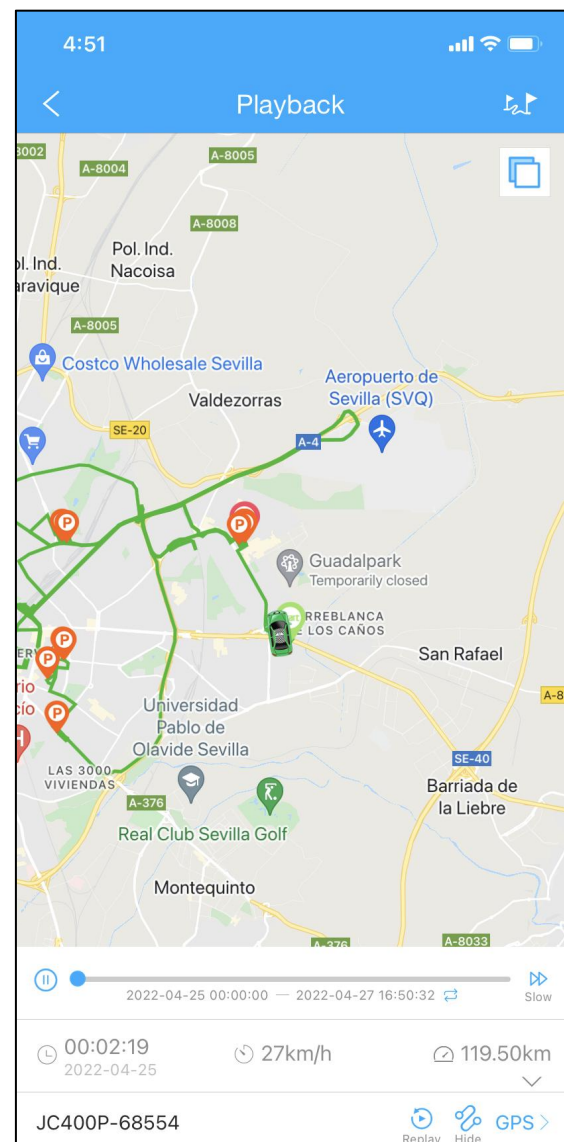 4:51
Playback
A-8004
A-8005
A-8008
Pol. Ind.
Nacoisa
A-8005
Costco Wholesale Sevilla
Aeropuerto de
Sevilla (SVQ)
Valdezorras
SE-20
A-4
P
P
Guadalpark
Temporarily closed
RREBLANCA
LOS CAÑOS
P
P
San Rafael
A-8
P
Universidad
Pablo de
Olavide Sevilla
LAS 3000
VIVIENDAS
SE-40
Barriada de
la Liebre
A-376
Real Club Sevilla Golf
Montequinto
A-376
A-8033
2022-04-25 00:00:00 — 2022-04-27 16:50:32
Slow
00:02:19
2022-04-25
27km/h
119.50km
JC400P-68554
Replay
Hide
GPS